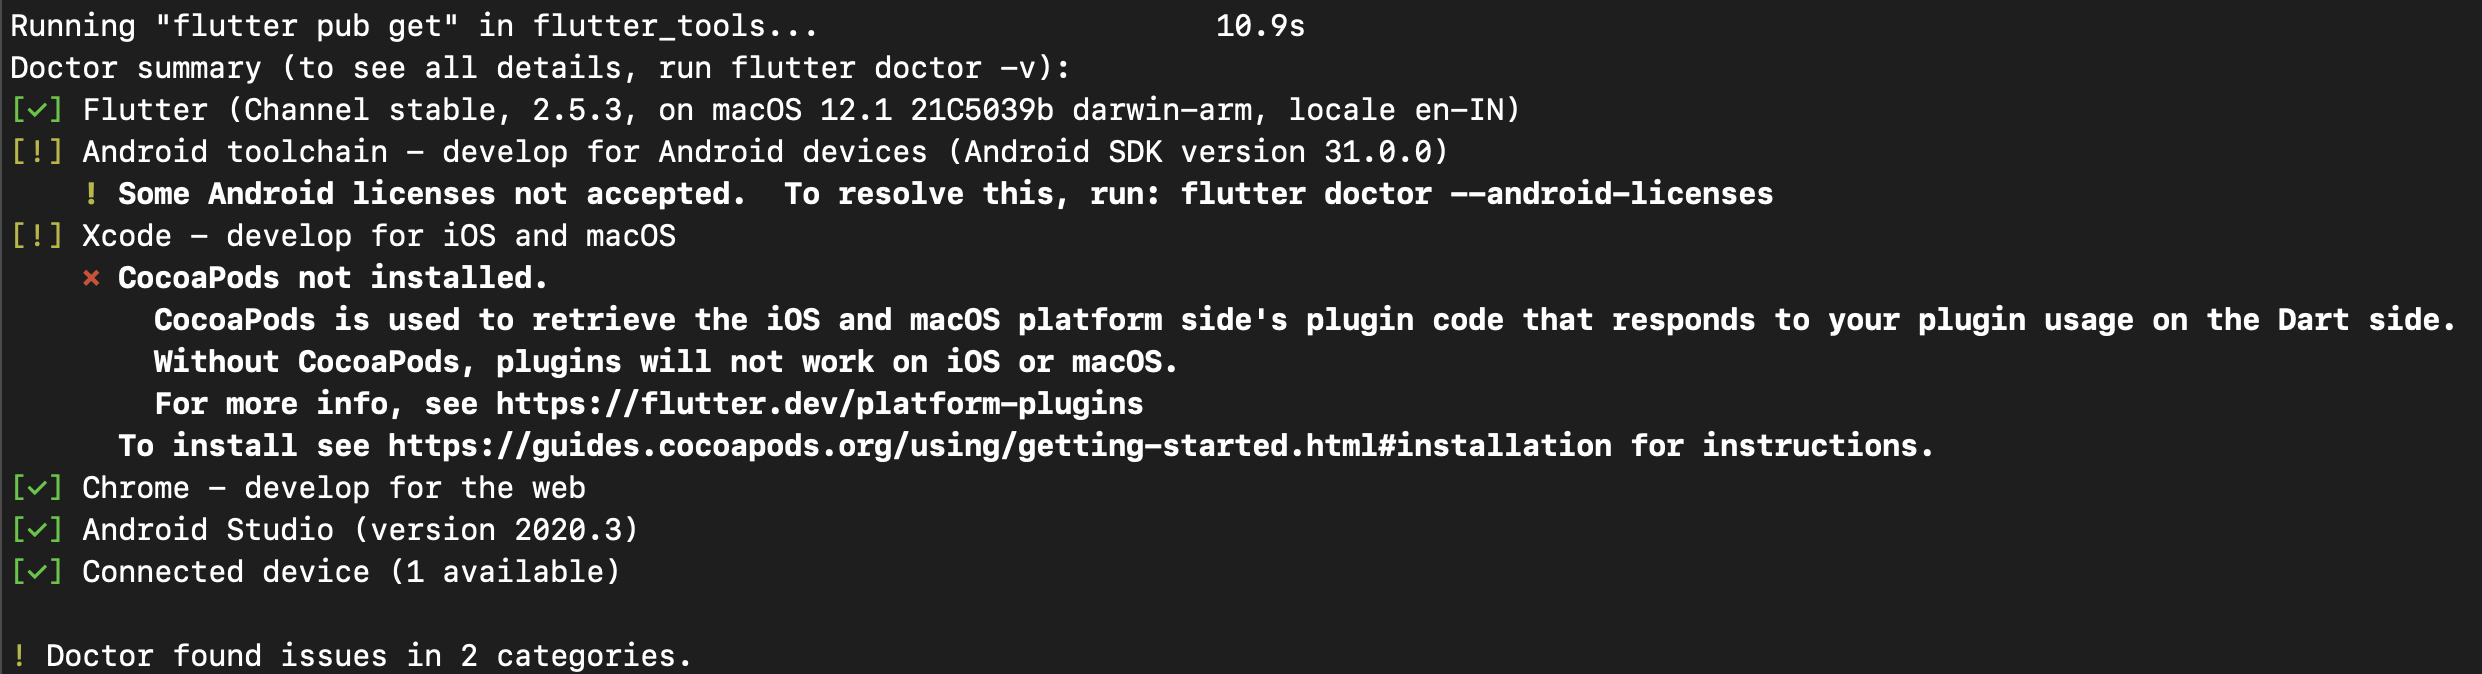 Running "flutter pub get" in flutter_tools...                      10.9s
Doctor summary (to see all details, run flutter doctor -v):
[✓] Flutter (Channel stable, 2.5.3, on macOS 12.1 21C5039b darwin-arm, locale en-IN)
[!] Android toolchain - develop for Android devices (Android SDK version 31.0.0)
    ! Some Android licenses not accepted.  To resolve this, run: flutter doctor --android-licenses
[!] Xcode - develop for iOS and macOS
    ✗ CocoaPods not installed.
        CocoaPods is used to retrieve the iOS and macOS platform side's plugin code that responds to your plugin usage on the Dart side.
        Without CocoaPods, plugins will not work on iOS or macOS.
        For more info, see https://flutter.dev/platform-plugins
      To install see https://guides.cocoapods.org/using/getting-started.html#installation for instructions.
[✓] Chrome - develop for the web
[✓] Android Studio (version 2020.3)
[✓] Connected device (1 available)

! Doctor found issues in 2 categories.